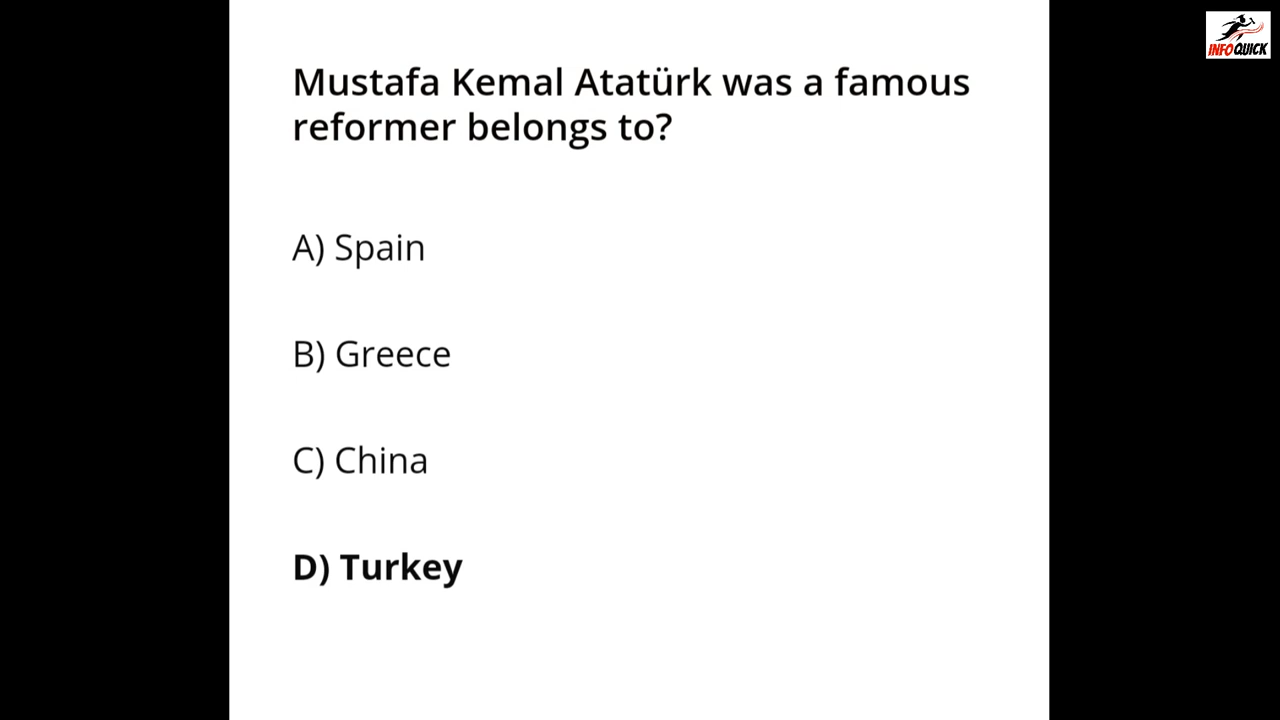 Mustafa Kemal Atatürk was a famous
reformer belongs to?
A) Spain
B) Greece
C) China
D) Turkey
INFOQUICK